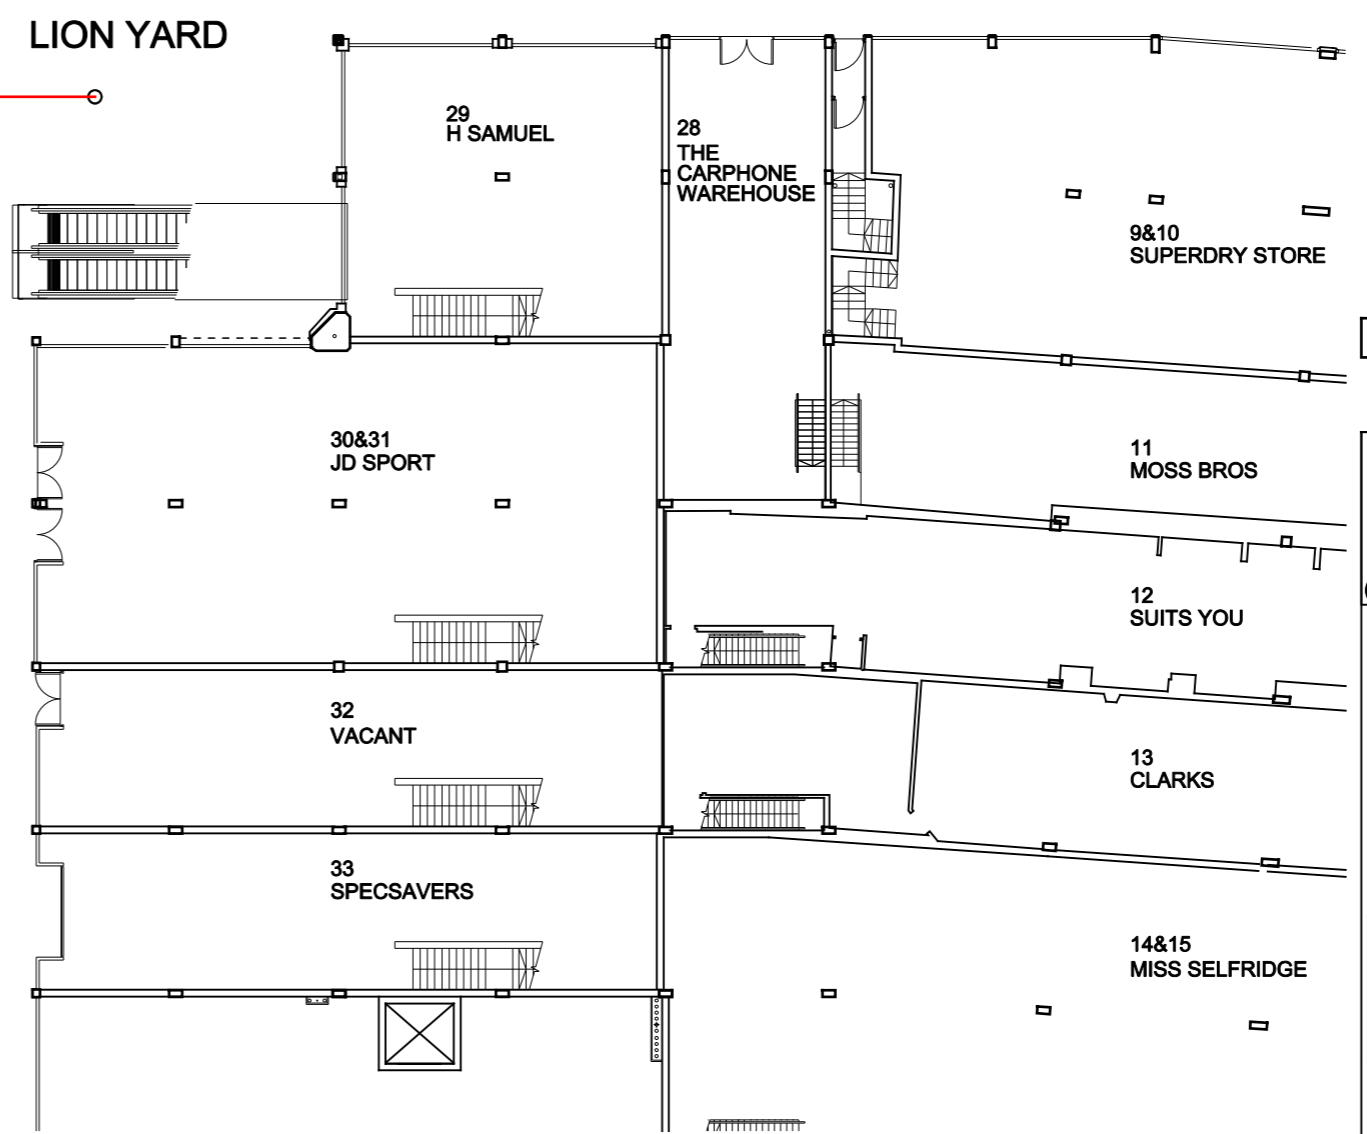 LION YARD
29
H SAMUEL
28
THE
CARPHONE
WAREHOUSE
9&10
SUPERDRY STORE
30&31
JD SPORT
11
MOSS BROS
12
SUITS YOU
32
VACANT
13
CLARKS
33
SPECSAVERS
14&15
MISS SELFRIDGE